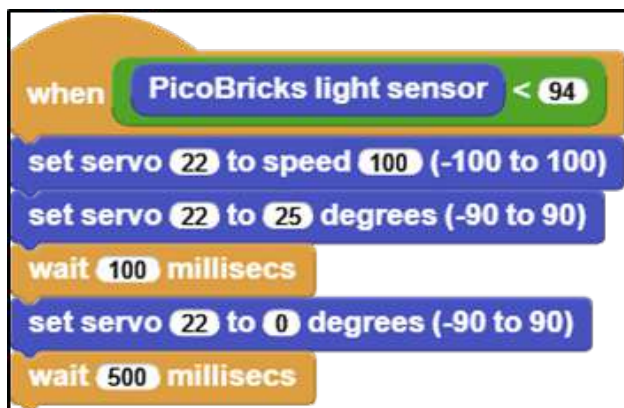 when PicoBricks light sensor < 94
set servo 22 to speed 100 (-100 to 100)
set servo 22 to 25 degrees (-90 to 90)
wait 100 millisecs
set servo 22 to 0 degrees (-90 to 90)
wait 500 millisecs